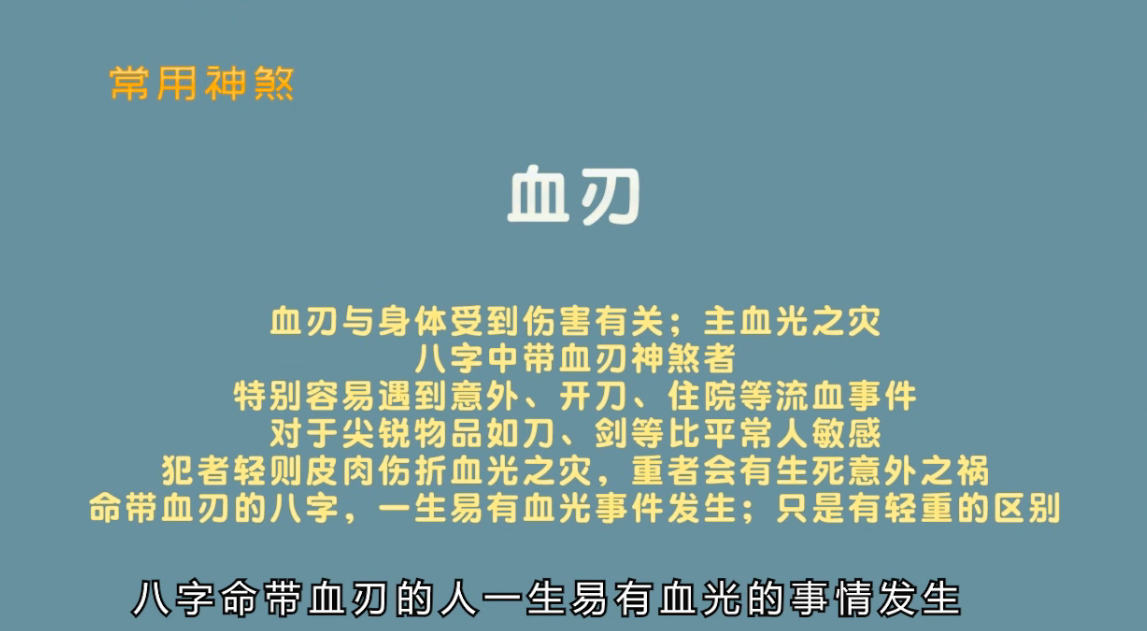 常用神煞
血刃
血刃与身体受到伤害有关；主血光之灾
八字中带血刃神煞者
特别容易遇到意外、开刀、住院等流血事件
对于尖锐物品如刀、剑等比平常人敏感
犯者轻则皮肉伤折血光之灾，重者会有生死意外之祸
命带血刃的八字，一生易有血光事件发生；只是有轻重的区别
八字命带血刃的人一生易有血光的事情发生